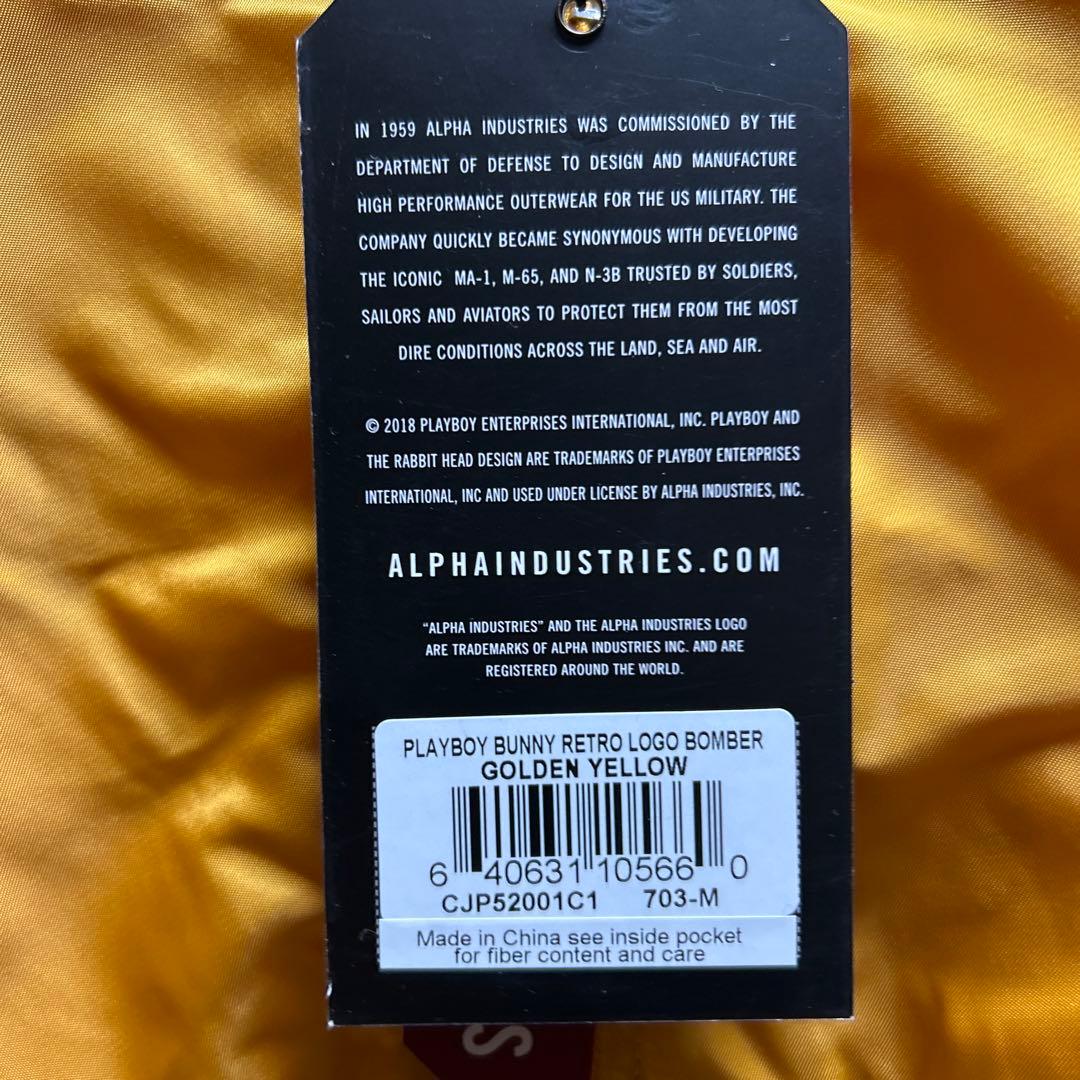 IN 1959 ALPHA INDUSTRIES WAS COMMISSIONED BY THE
DEPARTMENT OF DEFENSE TO DESIGN AND MANUFACTURE
HIGH PERFORMANCE OUTERWEAR FOR THE US MILITARY. THE
COMPANY QUICKLY BECAME SYNONYMOUS WITH DEVELOPING
THE ICONIC MA-1, M-65, AND N-3B TRUSTED BY SOLDIERS,
SAILORS AND AVIATORS TO PROTECT THEM FROM THE MOST
DIRE CONDITIONS ACROSS THE LAND, SEA AND AIR.
© 2018 PLAYBOY ENTERPRISES INTERNATIONAL, INC. PLAYBOY AND
THE RABBIT HEAD DESIGN ARE TRADEMARKS OF PLAYBOY ENTERPRISES
INTERNATIONAL, INC AND USED UNDER LICENSE BY ALPHA INDUSTRIES, INC.
ALPHAINDUSTRIES.COM
“ALPHA INDUSTRIES” AND THE ALPHA INDUSTRIES LOGO
ARE TRADEMARKS OF ALPHA INDUSTRIES INC. AND ARE
REGISTERED AROUND THE WORLD.
PLAYBOY BUNNY RETRO LOGO BOMBER
GOLDEN YELLOW
6 40631 10566 0
CJP52001C1 703-M
Made in China see inside pocket
for fiber content and care
S